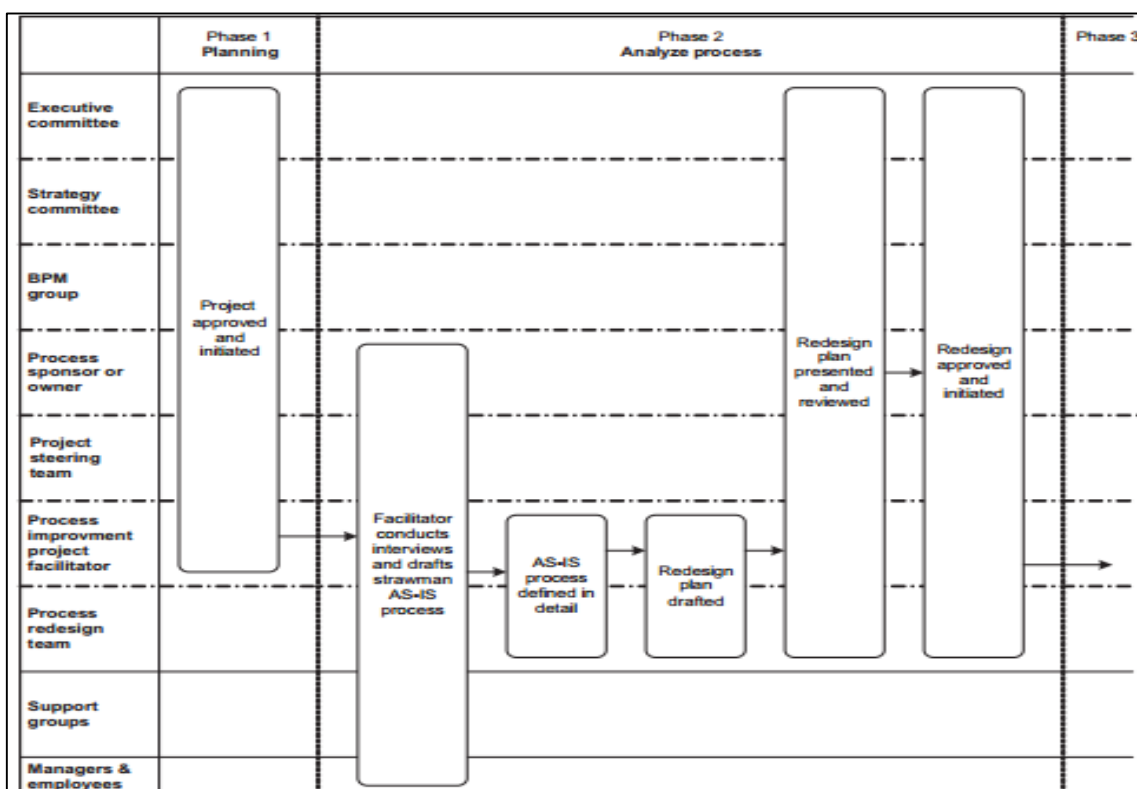 Phase 1
Planning
Phase 2
Analyze process
Phase 3
Executive
committee
Strategy
committee
BPM
group
Process
sponsor or
owner
Project
steering
team
Process
improvment
project
facilitator
Process
redesign
team
Support
groups
Managers &
employees
Project
approved
and
initiated
Facilitator
conducts
interviews
and drafts
strawman
AS-IS
process
AS-IS
process
defined in
detail
Redesign
plan
drafted
Redesign
plan
presented
and
reviewed
Redesign
approved
and
initiated